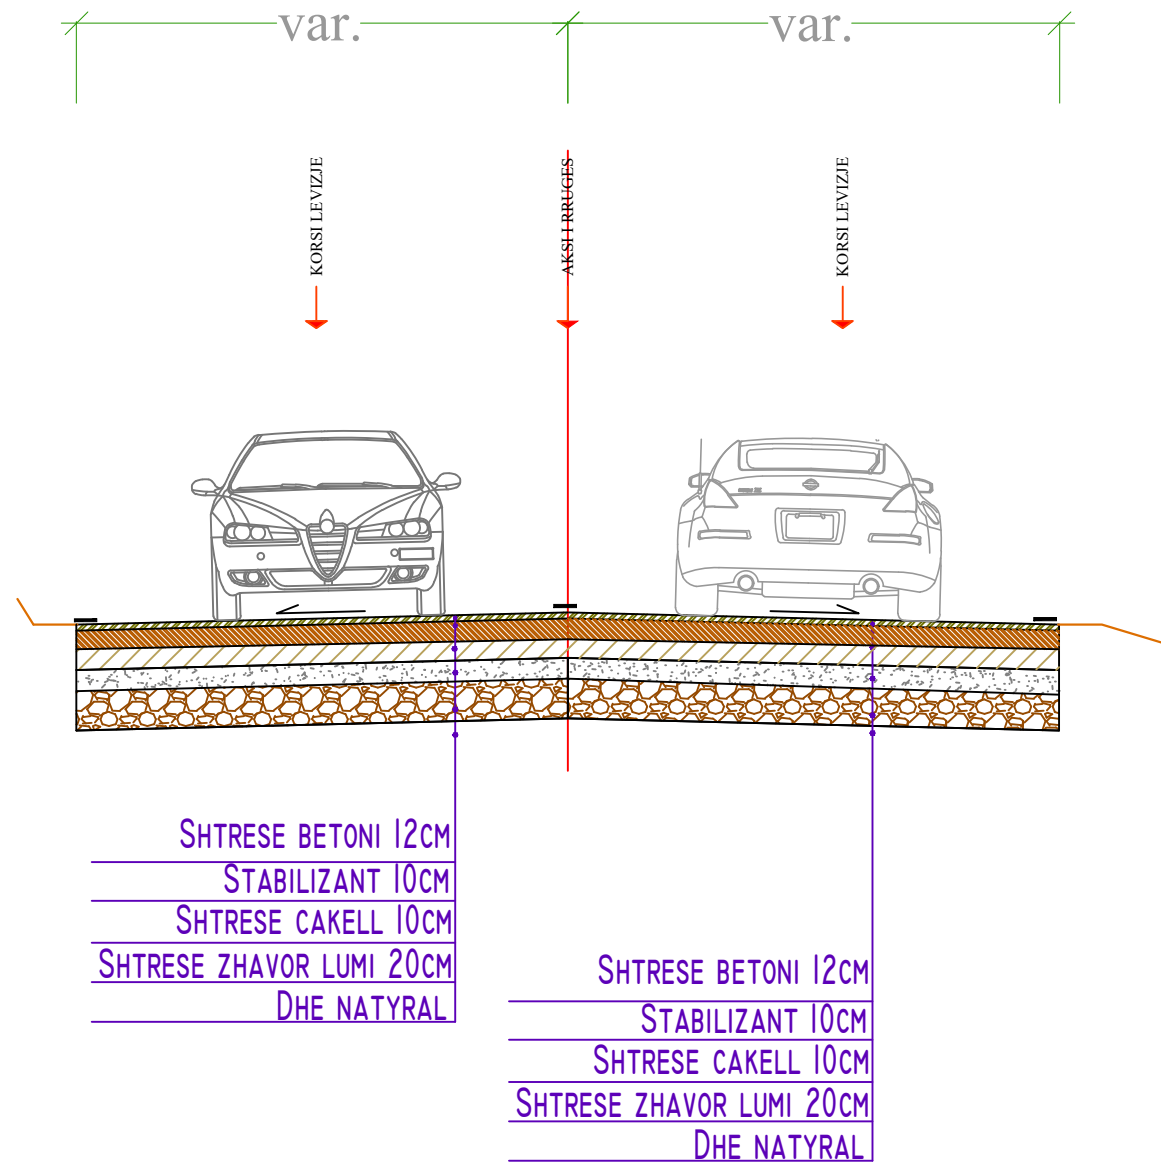 var.
var.
KORSI LEVIZJE
AKSI I RRUGES
KORSI LEVIZJE
SHTRESE BETONI 12CM
STABILIZANT 10CM
SHTRESE CAKELL 10CM
SHTRESE ZHAVOR LUMI 20CM
DHE NATYRAL
SHTRESE BETONI 12CM
STABILIZANT 10CM
SHTRESE CAKELL 10CM
SHTRESE ZHAVOR LUMI 20CM
DHE NATYRAL